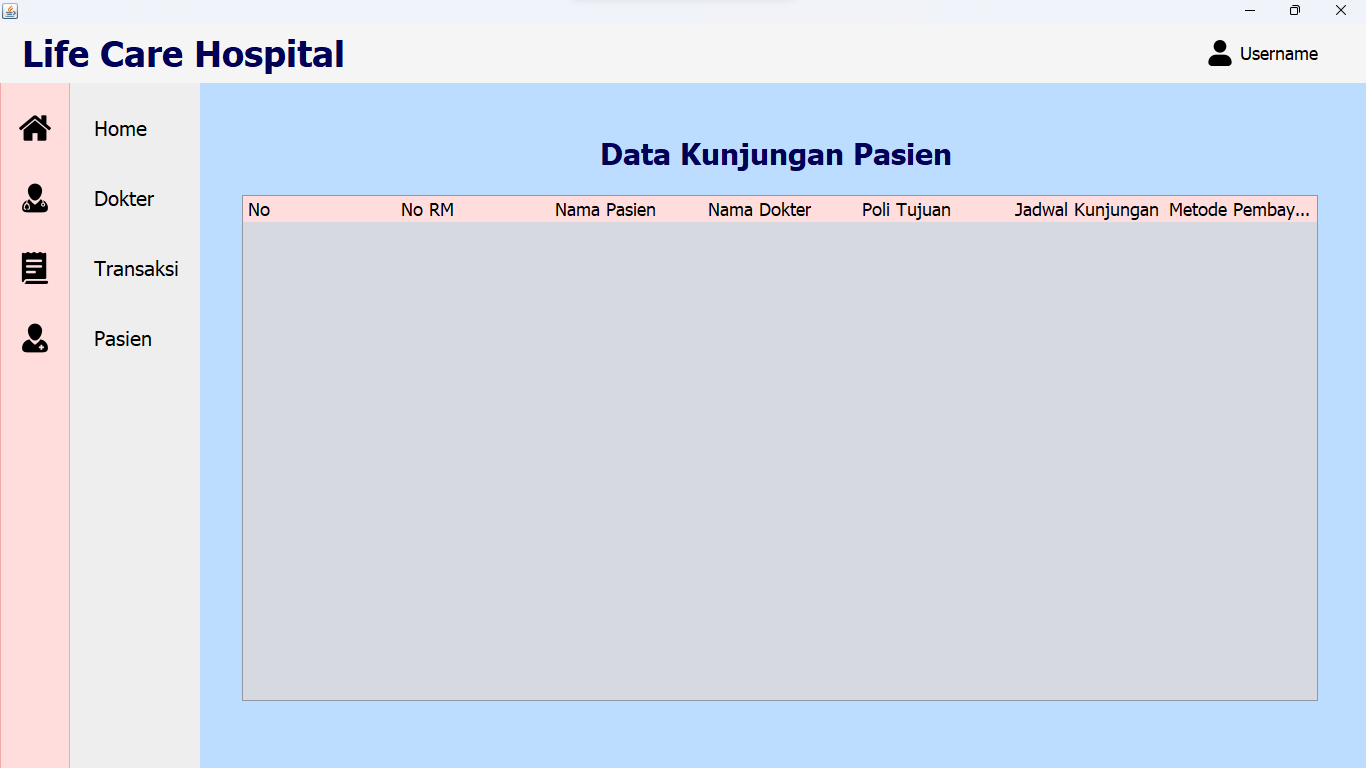 Life Care Hospital
Username
Home
Dokter
Transaksi
Pasien
Data Kunjungan Pasien
No No RM Nama Pasien Nama Dokter Poli Tujuan Jadwal Kunjungan Metode Pembay...